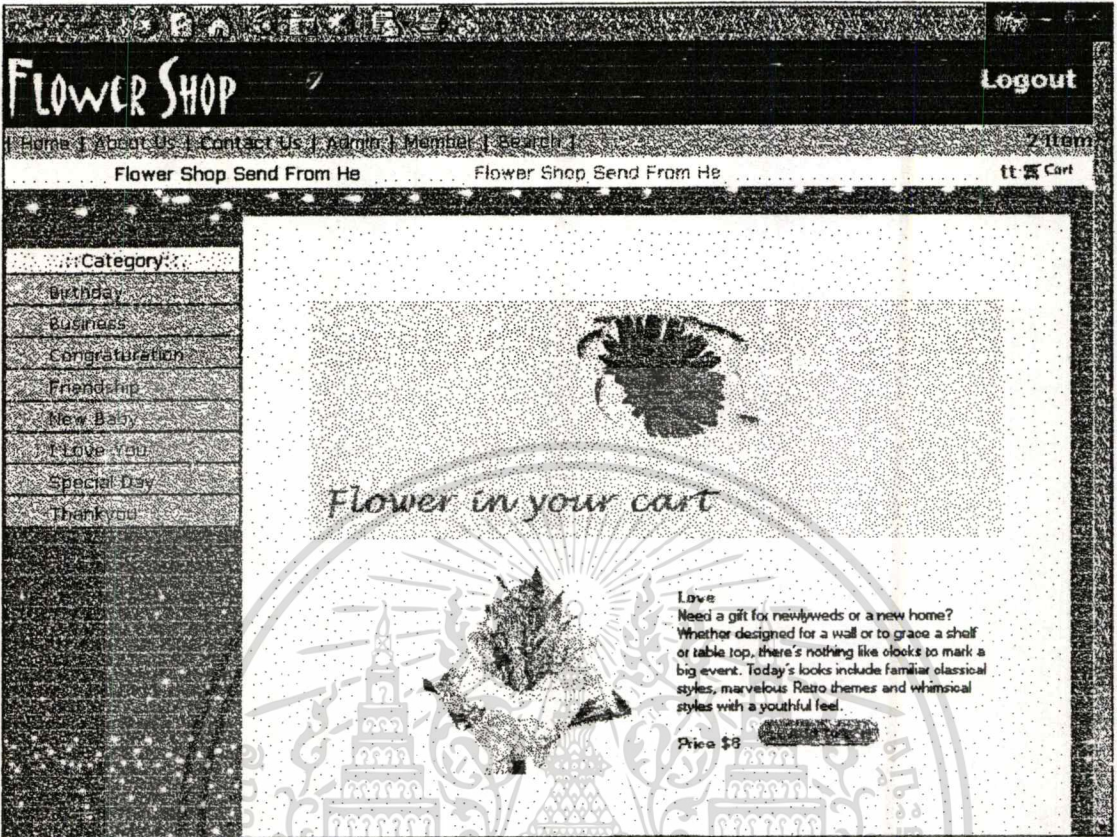 FLOWER SHOP
Logout
| Home | About Us | Contact Us | Admin | Member | Search |
2 Item
Flower Shop Send From He
Flower Shop Send From He
tt Cart
Category
Birthday
Business
Congraturation
Friendship
New Baby
I Love You
Special Day
Thankyou
Flower in your cart
Love
Need a gift for newlyweds or a new home?
Whether designed for a wall or to grace a shelf
or table top, there's nothing like clocks to mark a
big event. Today's looks include familiar classical
styles, marvelous Retro themes and whimsical
styles with a youthful feel.
Price $8